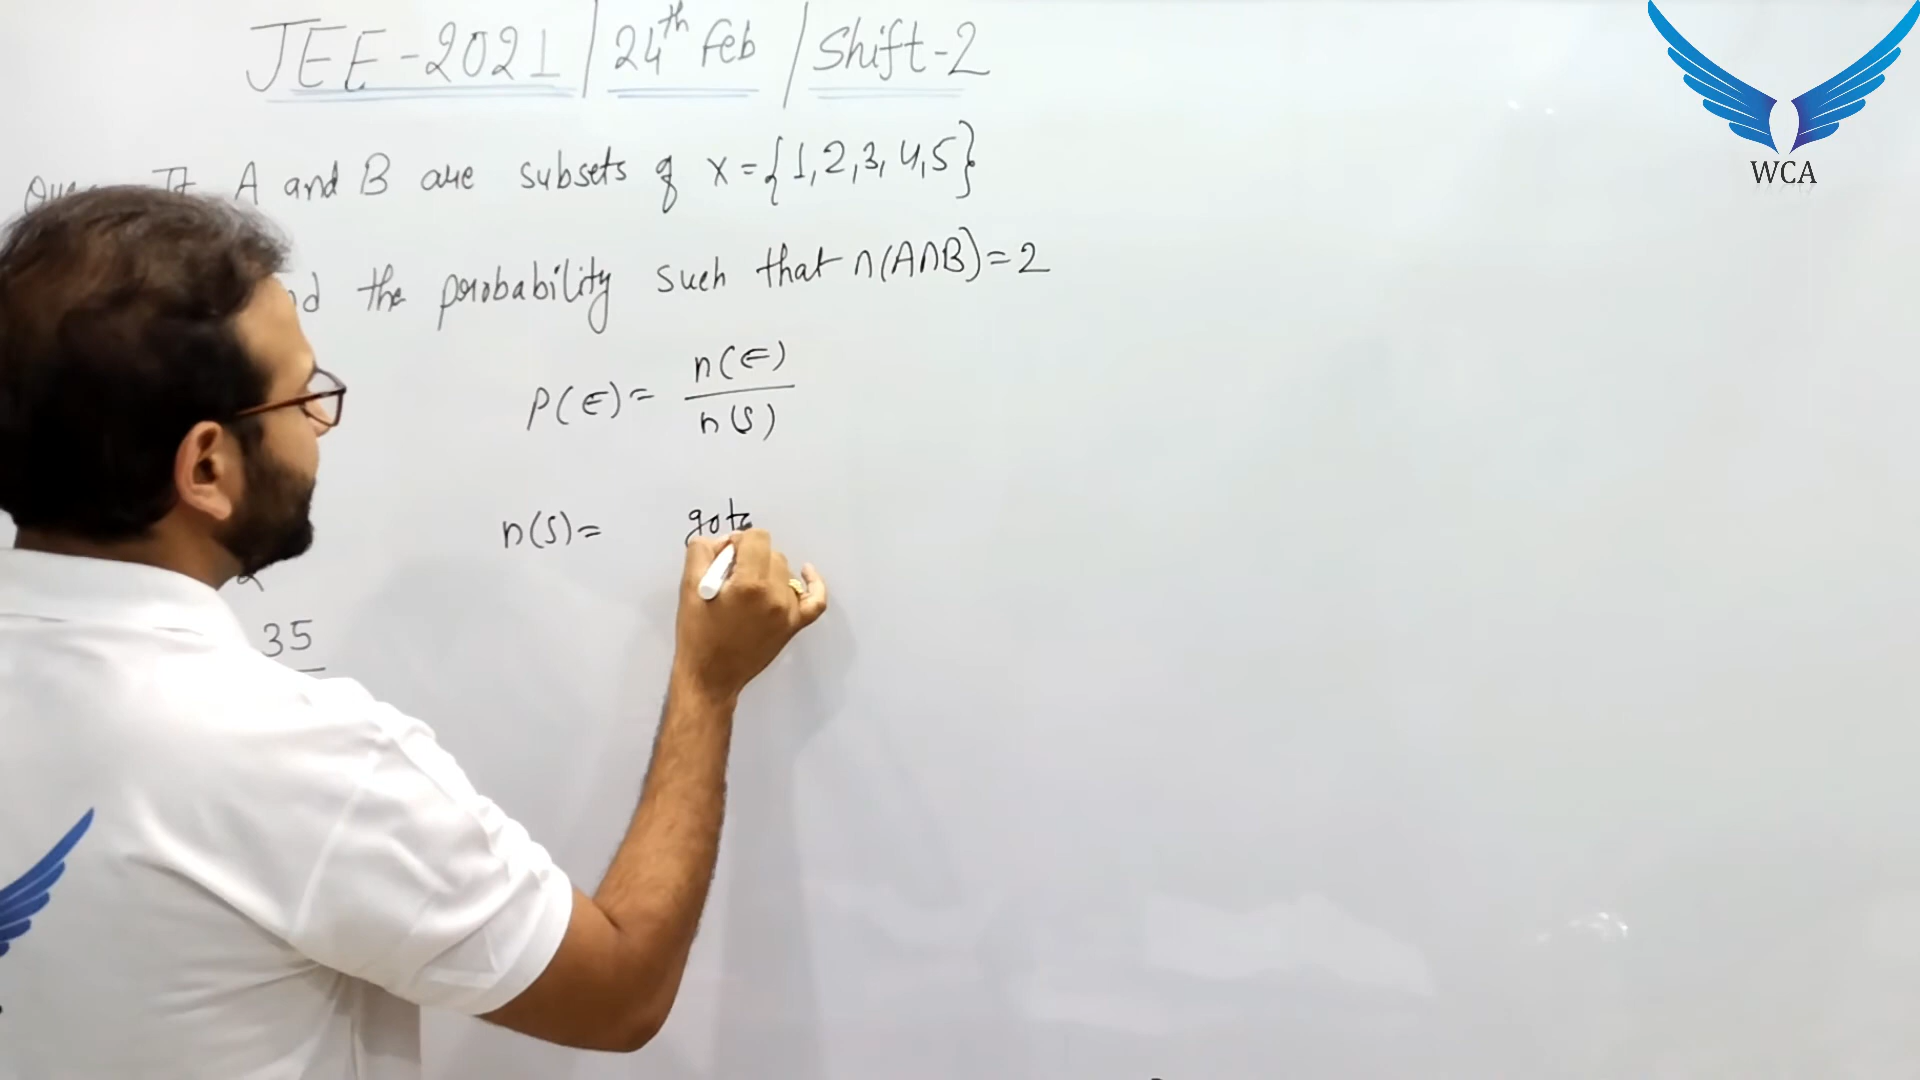 JEE-2021 / 24th Feb / Shift-2
WCA
A and B are subsets of X = {1,2,3,4,5}
the probability such that n(A∩B)=2
P(E) = n(E) / n(S)
n(S) =
35